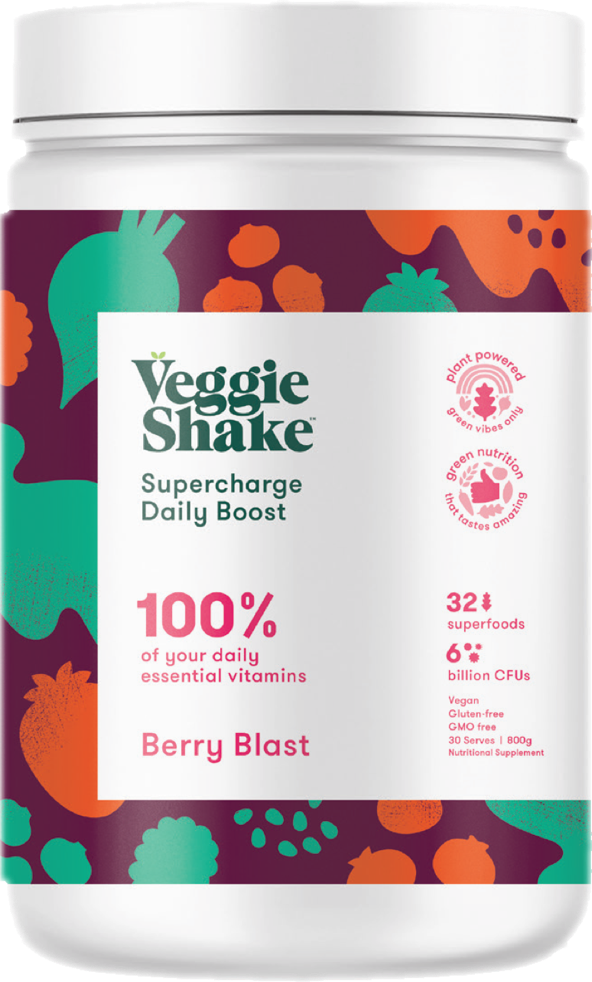 Veggie
Shake™
Supercharge
Daily Boost
100%
of your daily
essential vitamins
Berry Blast
plant powered
green vibes only
green nutrition
that tastes amazing
32
superfoods
6
billion CFUs
Vegan
Gluten-free
GMO free
30 Serves | 800g
Nutritional Supplement